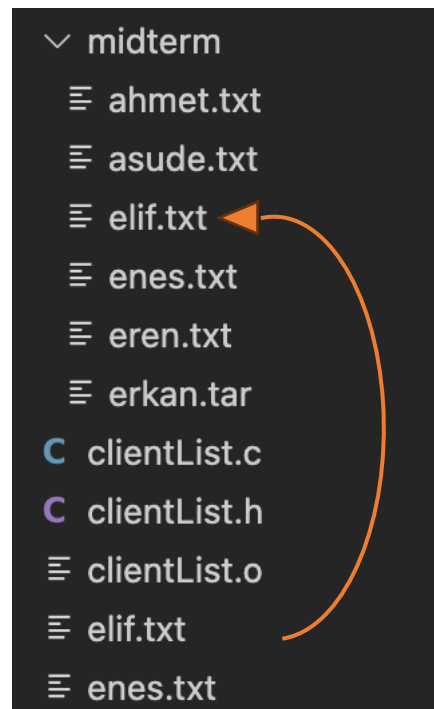 midterm
ahmet.txt
asude.txt
elif.txt
enes.txt
eren.txt
erkan.tar
C clientList.c
C clientList.h
clientList.o
elif.txt
enes.txt